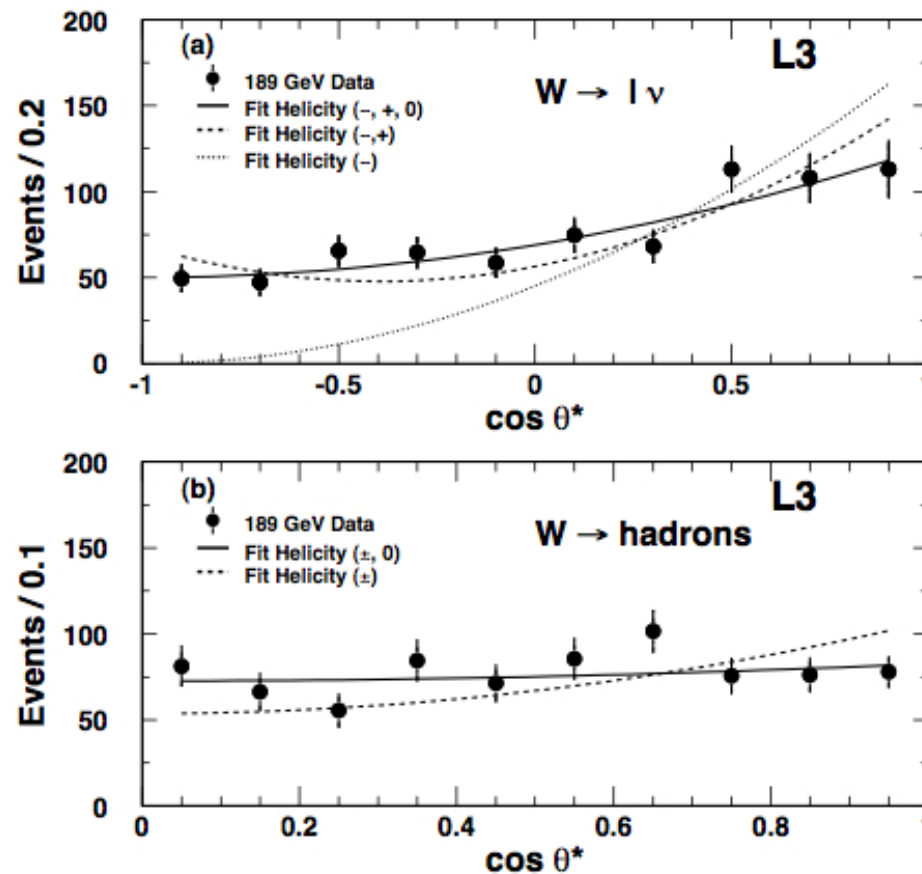 (a)
L3
189 GeV Data
Fit Helicity (−, +, 0)
Fit Helicity (−,+)
Fit Helicity (−)
W → l ν
Events / 0.2
200
150
100
50
0
-1
-0.5
0
0.5
cos θ*
(b)
L3
189 GeV Data
Fit Helicity (±, 0)
Fit Helicity (±)
W → hadrons
Events / 0.1
200
150
100
50
0
0
0.2
0.4
0.6
0.8
cos θ*